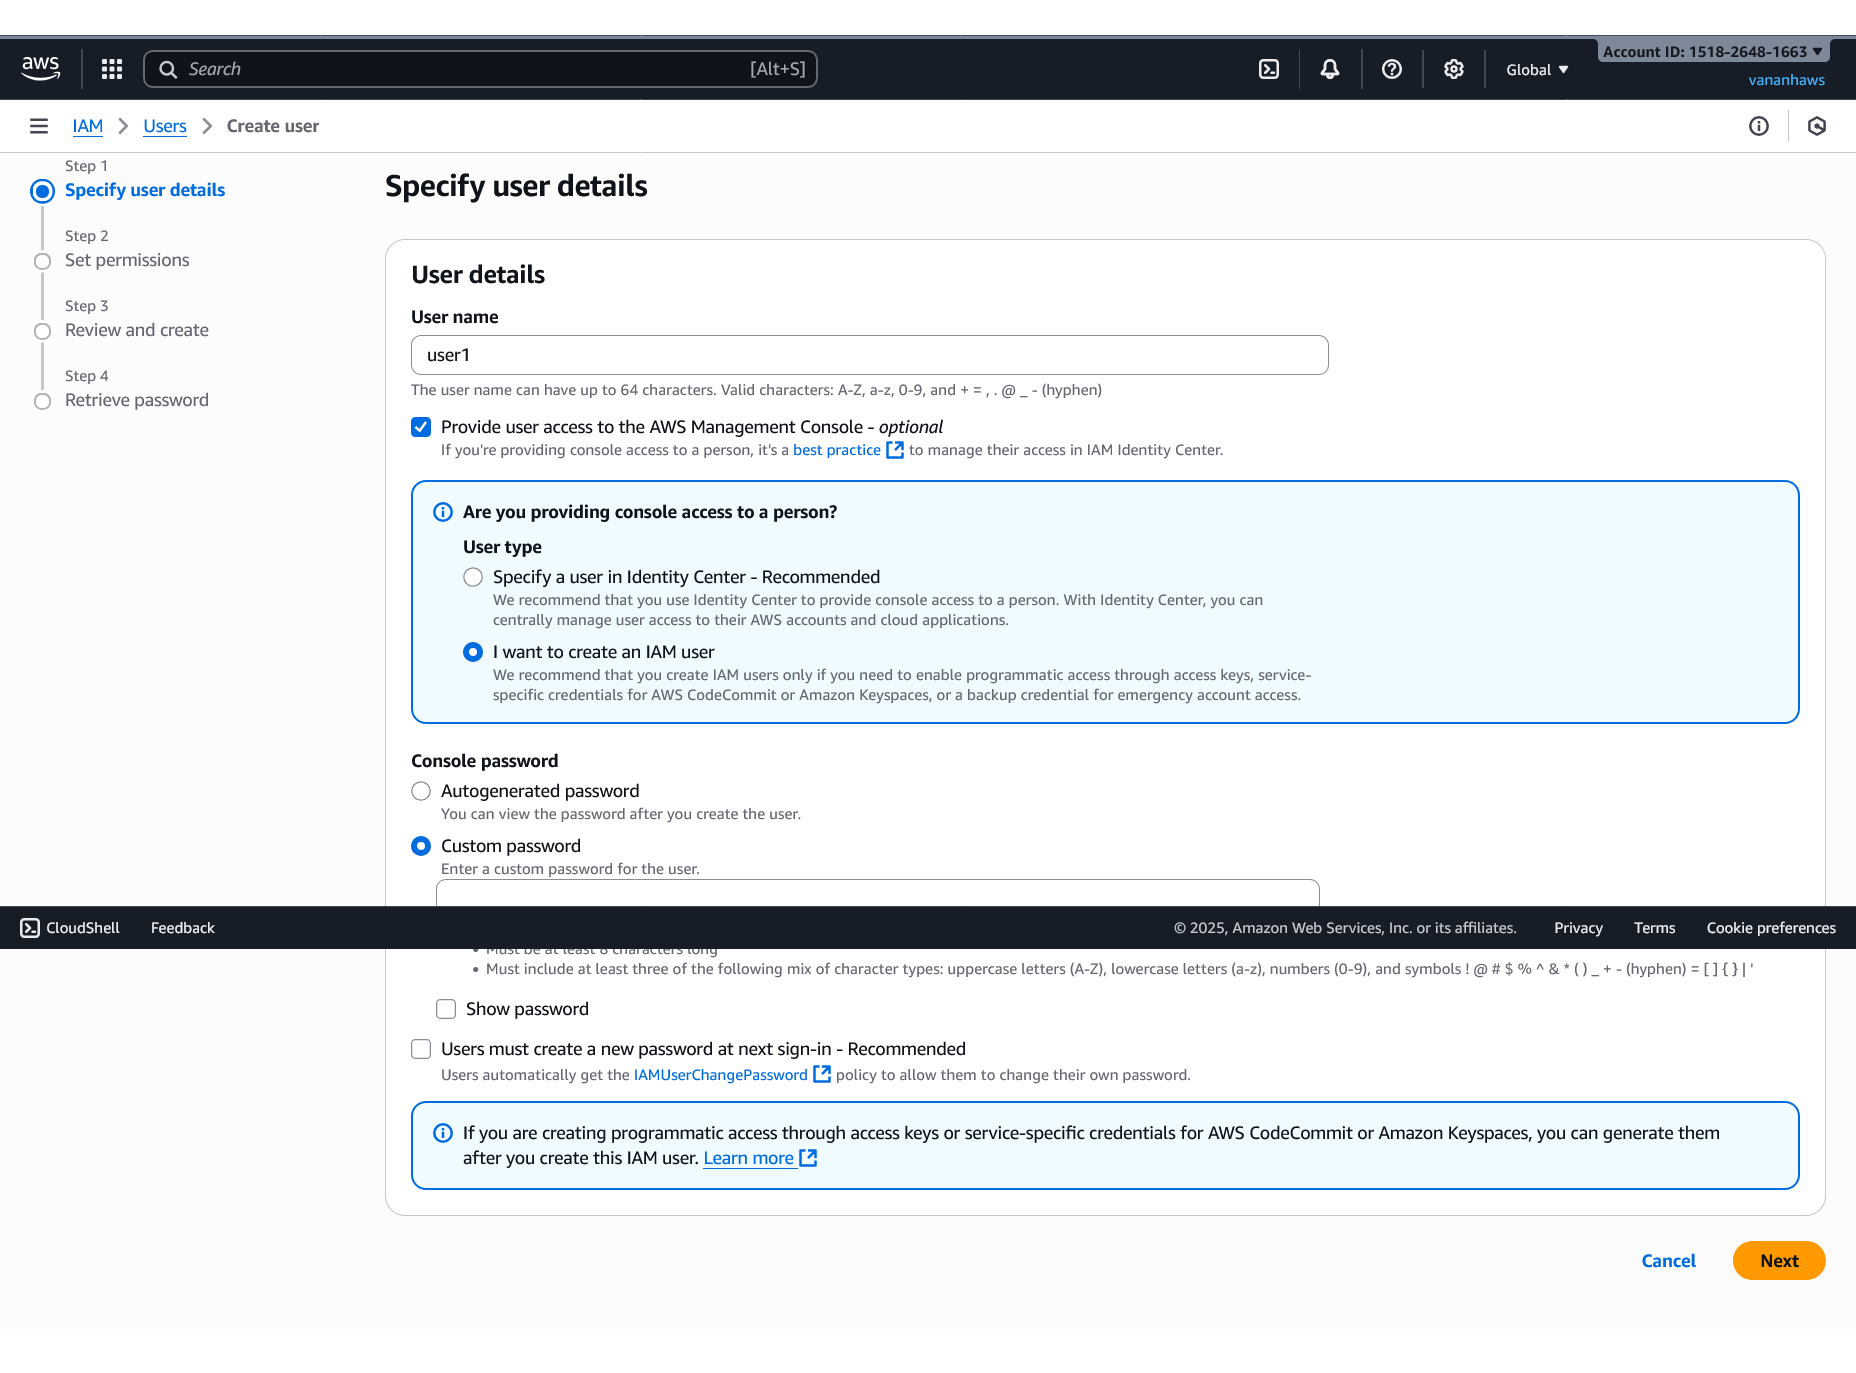 aws
Search
[Alt+S]
Global
Account ID: 1518-2648-1663
vananhaws
IAM
Users
Create user
Step 1
Specify user details
Step 2
Set permissions
Step 3
Review and create
Step 4
Retrieve password
Specify user details
User details
User name
user1
The user name can have up to 64 characters. Valid characters: A-Z, a-z, 0-9, and + = , . @ _ - (hyphen)
Provide user access to the AWS Management Console - optional
If you're providing console access to a person, it's a best practice to manage their access in IAM Identity Center.
Are you providing console access to a person?
User type
Specify a user in Identity Center - Recommended
We recommend that you use Identity Center to provide console access to a person. With Identity Center, you can
centrally manage user access to their AWS accounts and cloud applications.
I want to create an IAM user
We recommend that you create IAM users only if you need to enable programmatic access through access keys, service-
specific credentials for AWS CodeCommit or Amazon Keyspaces, or a backup credential for emergency account access.
Console password
Autogenerated password
You can view the password after you create the user.
Custom password
Enter a custom password for the user.
CloudShell
Feedback
© 2025, Amazon Web Services, Inc. or its affiliates.
Privacy
Terms
Cookie preferences
• Must be at least 8 characters long
• Must include at least three of the following mix of character types: uppercase letters (A-Z), lowercase letters (a-z), numbers (0-9), and symbols ! @ # $ % ^ & * ( ) _ + - (hyphen) = [ ] { } | '
Show password
Users must create a new password at next sign-in - Recommended
Users automatically get the IAMUserChangePassword policy to allow them to change their own password.
If you are creating programmatic access through access keys or service-specific credentials for AWS CodeCommit or Amazon Keyspaces, you can generate them
after you create this IAM user. Learn more
Cancel
Next